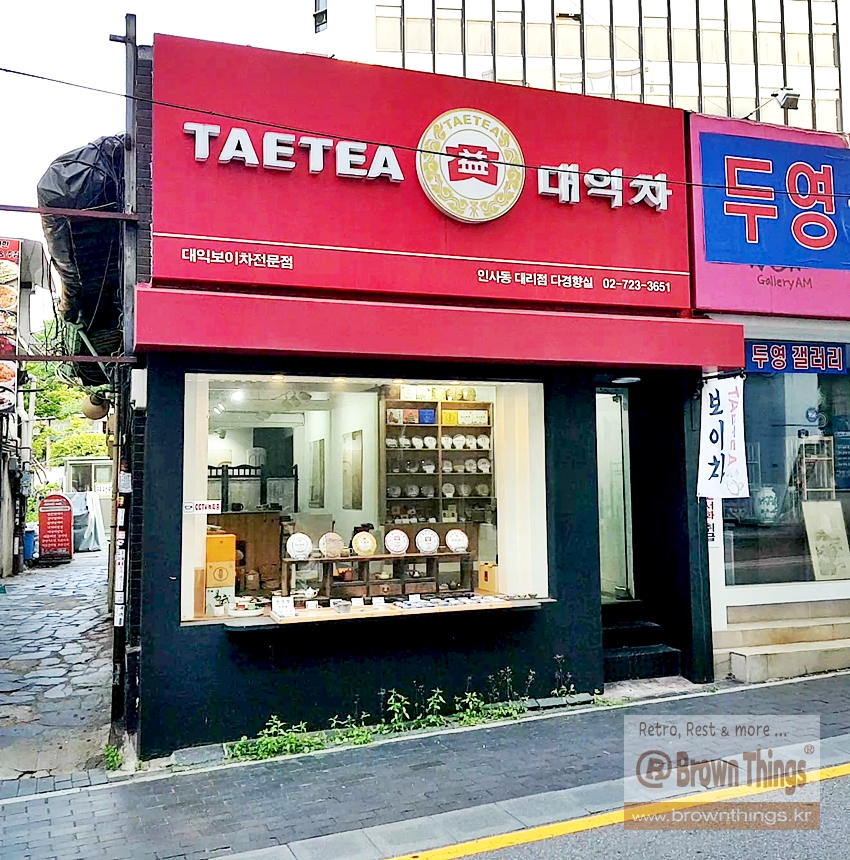 TAETEA
TAETEA
益
대익차
대익보이차전문점
인사동 대리점 다경향실 02-723-3651
두영
GalleryAM
두영 갤러리
보이차
TAETEA
CCTV
Retro, Rest & more ...
® Brown Things®
www.brownthings.kr